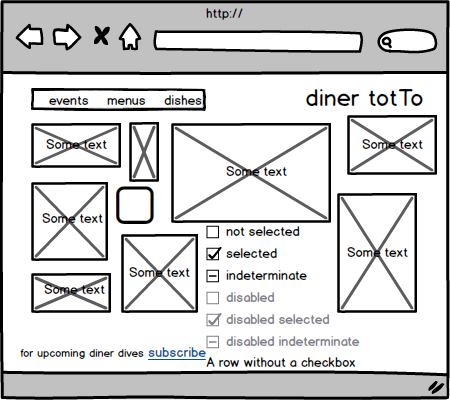 http://
events menus dishes
diner totTo
Some text
Some text
Some text
Some text
Some text
Some text
Some text
not selected
selected
indeterminate
disabled
disabled selected
disabled indeterminate
for upcoming diner dives subscribe
A row without a checkbox